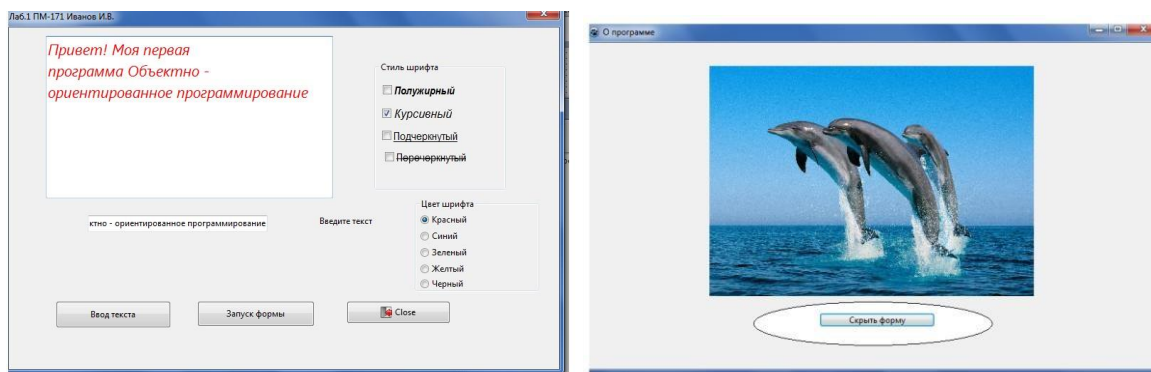 Лаб.1 ПМ-171 Иванов И.В.
Привет! Моя первая
программа Объектно -
ориентированное программирование
Стиль шрифта
Полужирный
Курсивный
Подчеркнутый
Перечеркнутый
ктно - ориентированное программирование
Введите текст
Цвет шрифта
Красный
Синий
Зеленый
Желтый
Черный
Ввод текста
Запуск формы
Close
О программе
Скрыть форму